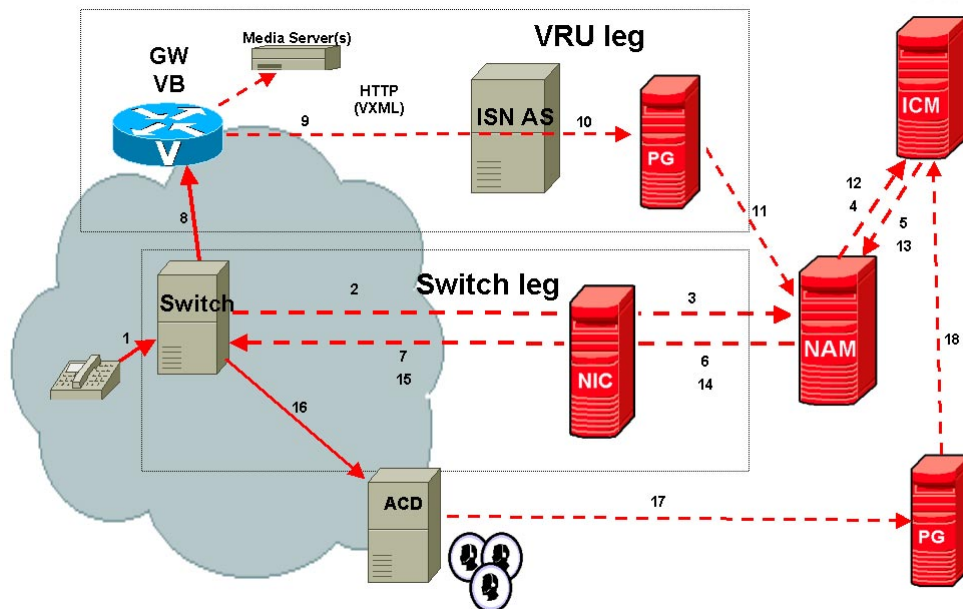 Media Server(s)
VRU leg
GW
VB
HTTP
(VXML)
ISN AS
ICM
9
10
PG
V
12
4
11
5
13
8
Switch leg
2
3
Switch
1
7
15
6
14
NIC
NAM
18
16
ACD
17
PG